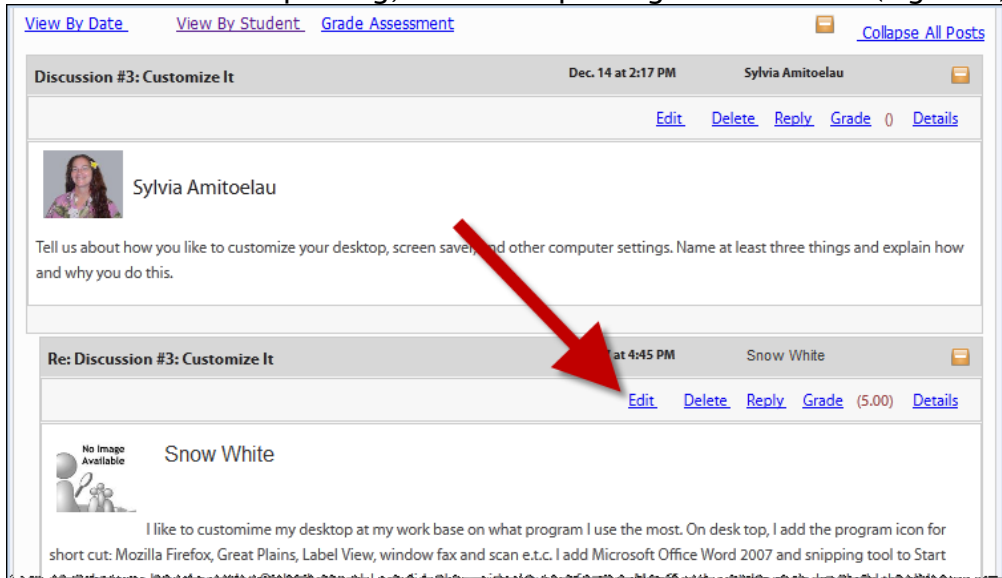 View By Date View By Student Grade Assessment Collapse All Posts
Discussion #3: Customize It Dec. 14 at 2:17 PM Sylvia Amitoelau
Edit Delete Reply Grade () Details
Sylvia Amitoelau
Tell us about how you like to customize your desktop, screen saver, and other computer settings. Name at least three things and explain how
and why you do this.
Re: Discussion #3: Customize It at 4:45 PM Snow White
Edit Delete Reply Grade (5.00) Details
No Image
Available
Snow White
I like to customime my desktop at my work base on what program I use the most. On desk top, I add the program icon for
short cut: Mozilla Firefox, Great Plains, Label View, window fax and scan e.t.c. I add Microsoft Office Word 2007 and snipping tool to Start